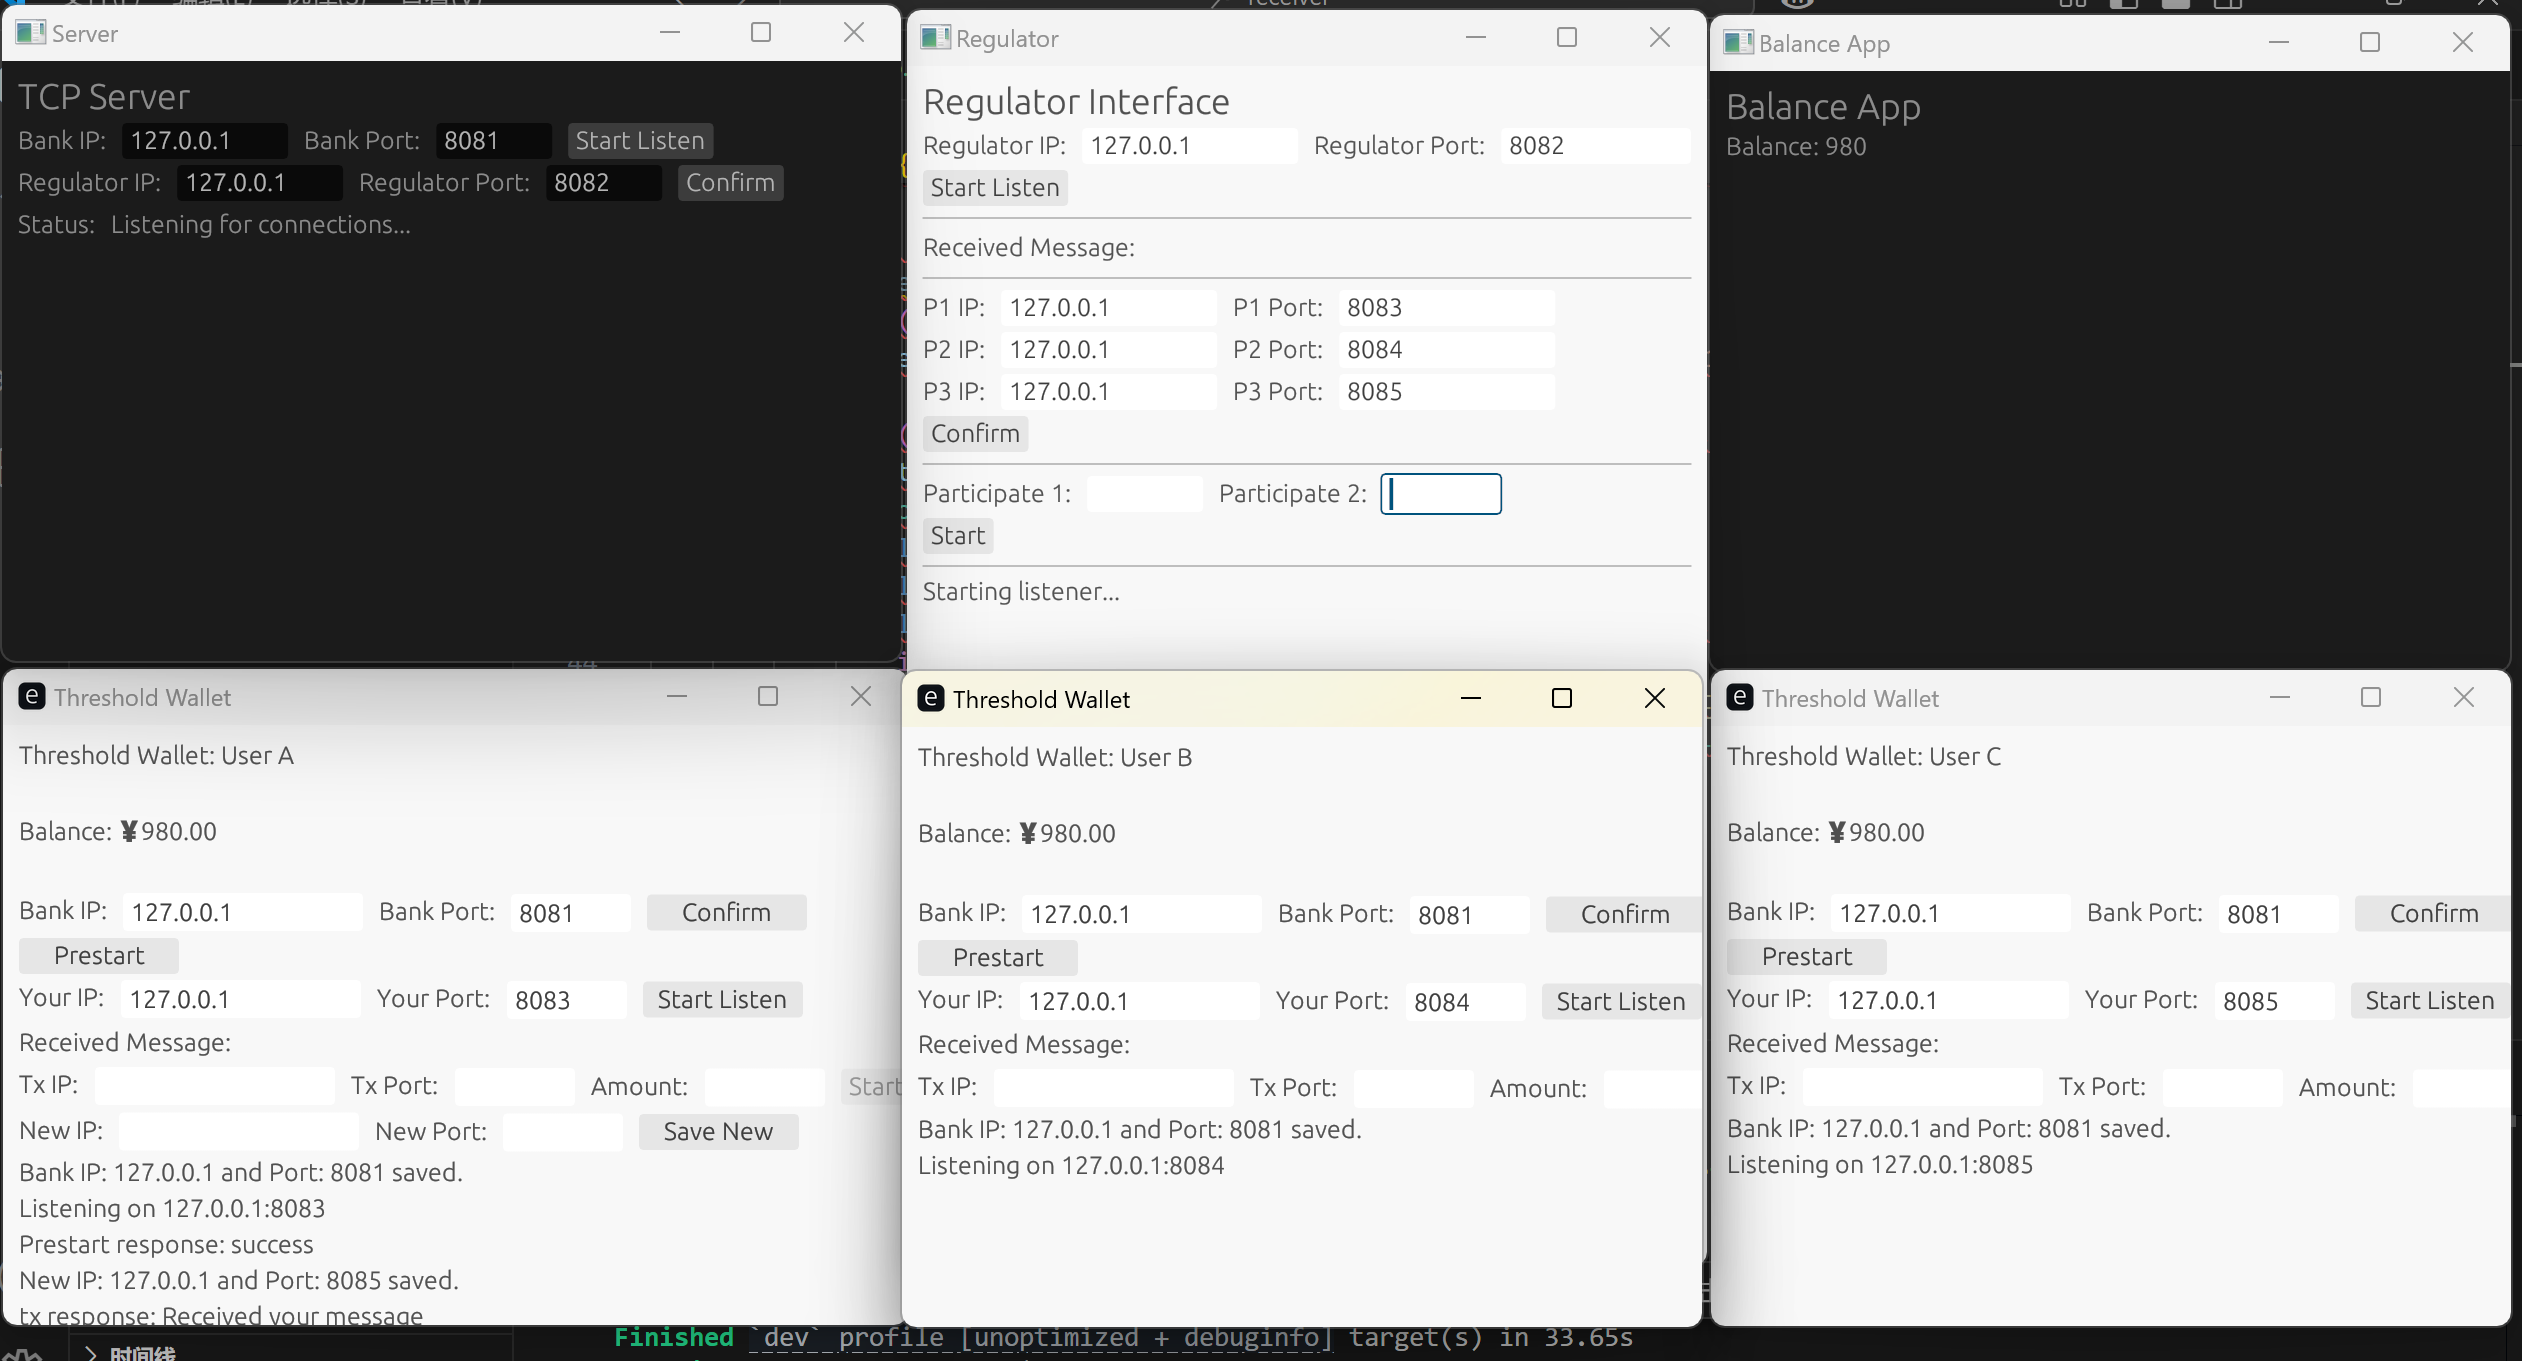 Server
TCP Server
Bank IP: 127.0.0.1 Bank Port: 8081 Start Listen
Regulator IP: 127.0.0.1 Regulator Port: 8082 Confirm
Status: Listening for connections...
Regulator
Regulator Interface
Regulator IP: 127.0.0.1 Regulator Port: 8082
Start Listen
Received Message:
P1 IP: 127.0.0.1 P1 Port: 8083
P2 IP: 127.0.0.1 P2 Port: 8084
P3 IP: 127.0.0.1 P3 Port: 8085
Confirm
Participate 1: Participate 2:
Start
Starting listener...
Balance App
Balance App
Balance: 980
Threshold Wallet
Threshold Wallet: User A
Balance: ¥980.00
Bank IP: 127.0.0.1 Bank Port: 8081 Confirm
Prestart
Your IP: 127.0.0.1 Your Port: 8083 Start Listen
Received Message:
Tx IP: Tx Port: Amount: Start
New IP: New Port: Save New
Bank IP: 127.0.0.1 and Port: 8081 saved.
Listening on 127.0.0.1:8083
Prestart response: success
New IP: 127.0.0.1 and Port: 8085 saved.
tx response: Received your message
Threshold Wallet
Threshold Wallet: User B
Balance: ¥980.00
Bank IP: 127.0.0.1 Bank Port: 8081 Confirm
Prestart
Your IP: 127.0.0.1 Your Port: 8084 Start Listen
Received Message:
Tx IP: Tx Port: Amount:
Bank IP: 127.0.0.1 and Port: 8081 saved.
Listening on 127.0.0.1:8084
Threshold Wallet
Threshold Wallet: User C
Balance: ¥980.00
Bank IP: 127.0.0.1 Bank Port: 8081 Confirm
Prestart
Your IP: 127.0.0.1 Your Port: 8085 Start Listen
Received Message:
Tx IP: Tx Port: Amount:
Bank IP: 127.0.0.1 and Port: 8081 saved.
Listening on 127.0.0.1:8085
Finished `dev` profile [unoptimized + debuginfo] target(s) in 33.65s
时间线